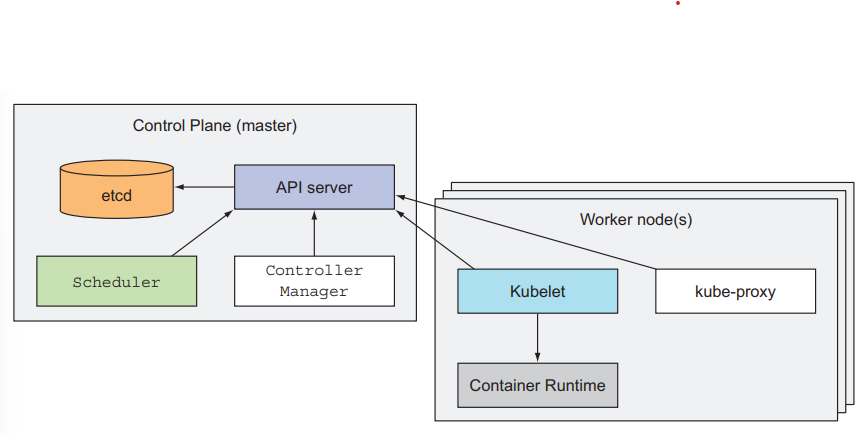 Control Plane (master)
etcd
API server
Scheduler
Controller
Manager
Worker node(s)
Kubelet
kube-proxy
Container Runtime